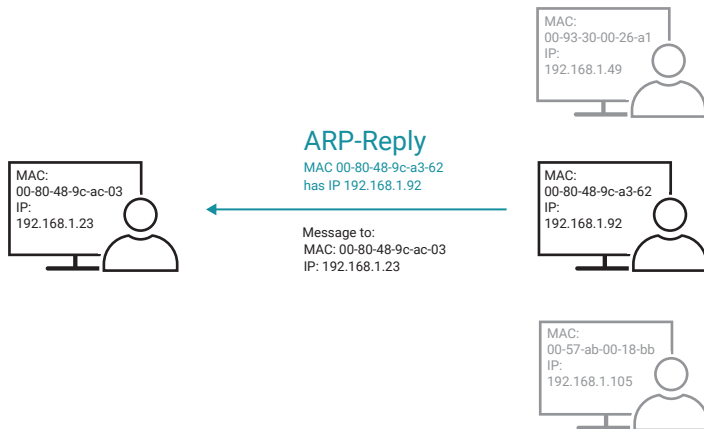 MAC:
00-93-30-00-26-a1
IP:
192.168.1.49
ARP-Reply
MAC 00-80-48-9c-a3-62
has IP 192.168.1.92
MAC:
00-80-48-9c-ac-03
IP:
192.168.1.23
MAC:
00-80-48-9c-a3-62
IP:
192.168.1.92
Message to:
MAC: 00-80-48-9c-ac-03
IP: 192.168.1.23
MAC:
00-57-ab-00-18-bb
IP:
192.168.1.105